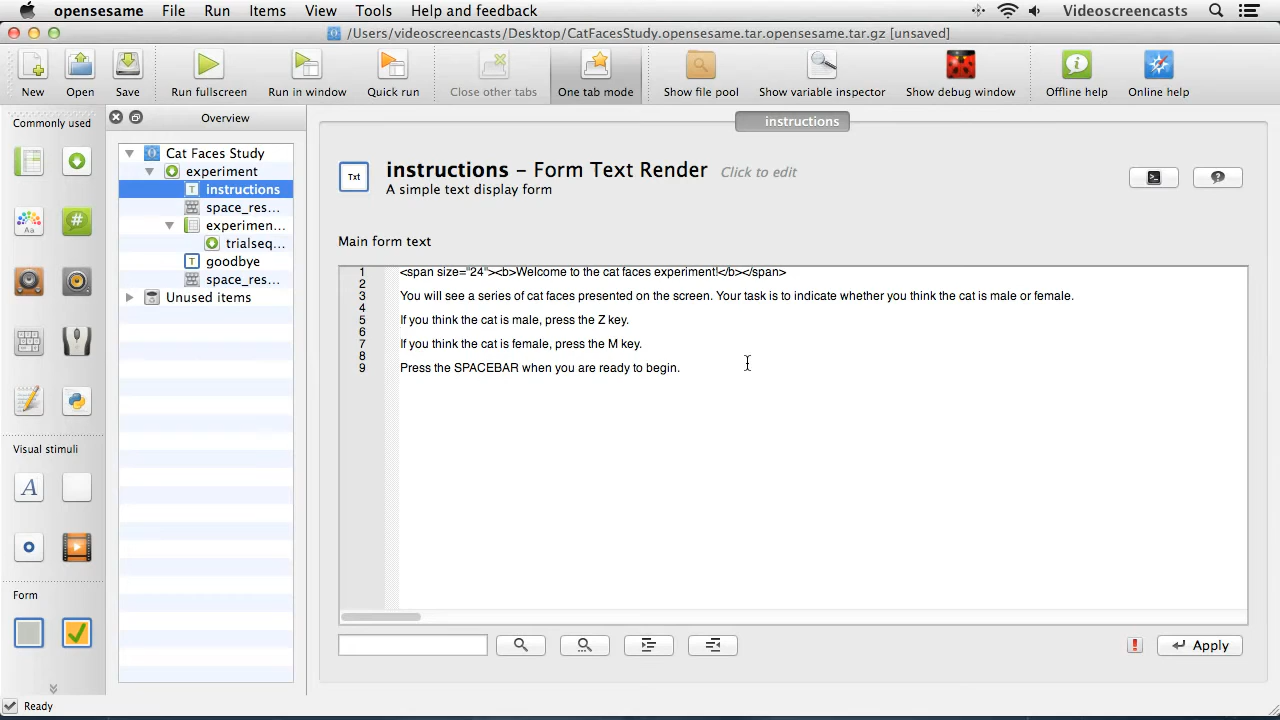 opensesame File Run Items View Tools Help and feedback Videoscreencasts
/Users/videoscreencasts/Desktop/CatFacesStudy.opensesame.tar.opensesame.tar.gz [unsaved]
New Open Save Run fullscreen Run in window Quick run Close other tabs One tab mode Show file pool Show variable inspector Show debug window Offline help Online help
Commonly used
Overview
instructions
Cat Faces Study
experiment
instructions
space_res...
experimen...
trialseq...
goodbye
space_res...
Unused items
Aa
#
Visual stimuli
A
Form
Txt
instructions – Form Text Render Click to edit
A simple text display form
Main form text
1 <span size="24"><b>Welcome to the cat faces experiment!</b></span>
2
3 You will see a series of cat faces presented on the screen. Your task is to indicate whether you think the cat is male or female.
4
5 If you think the cat is male, press the Z key.
6
7 If you think the cat is female, press the M key.
8
9 Press the SPACEBAR when you are ready to begin.
Apply
Ready